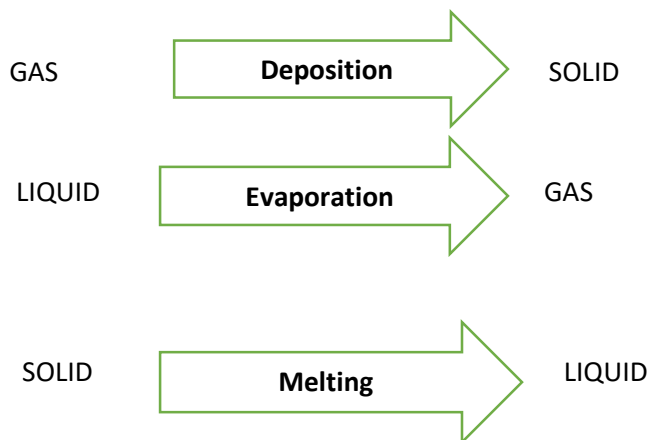 GAS Deposition SOLID
LIQUID Evaporation GAS
SOLID Melting LIQUID